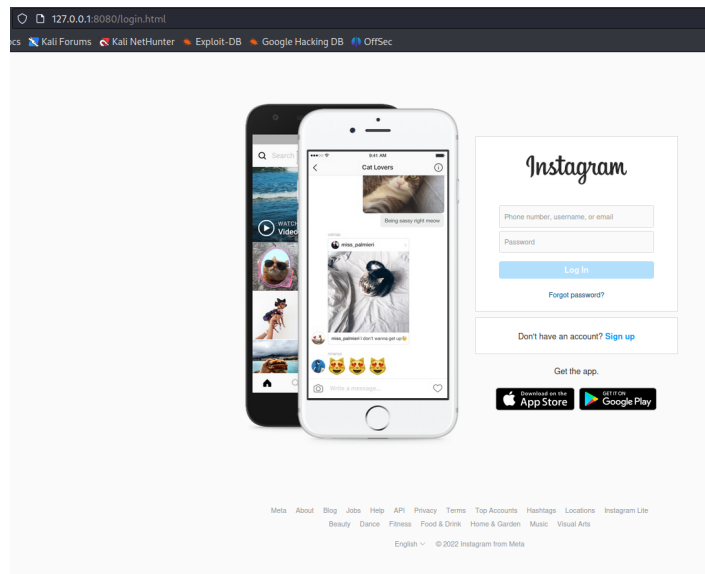 127.0.0.1:8080/login.html
ocs Kali Forums Kali NetHunter Exploit-DB Google Hacking DB OffSec
Search
WATCH
Video
9:41 AM
Cat Lovers
Being sassy right meow
miss_palmieri
miss_palmieri I don't wanna get up
Write a message...
Instagram
Phone number, username, or email
Password
Log In
Forgot password?
Don't have an account? Sign up
Get the app.
Download on the
App Store
GET IT ON
Google Play
Meta About Blog Jobs Help API Privacy Terms Top Accounts Hashtags Locations Instagram Lite
Beauty Dance Fitness Food & Drink Home & Garden Music Visual Arts
English © 2022 Instagram from Meta